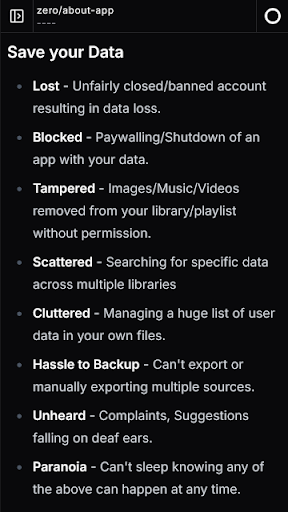 zero/about-app
----
Save your Data
• Lost - Unfairly closed/banned account
resulting in data loss.
• Blocked - Paywalling/Shutdown of an
app with your data.
• Tampered - Images/Music/Videos
removed from your library/playlist
without permission.
• Scattered - Searching for specific data
across multiple libraries
• Cluttered - Managing a huge list of user
data in your own files.
• Hassle to Backup - Can't export or
manually exporting multiple sources.
• Unheard - Complaints, Suggestions
falling on deaf ears.
• Paranoia - Can't sleep knowing any of
the above can happen at any time.